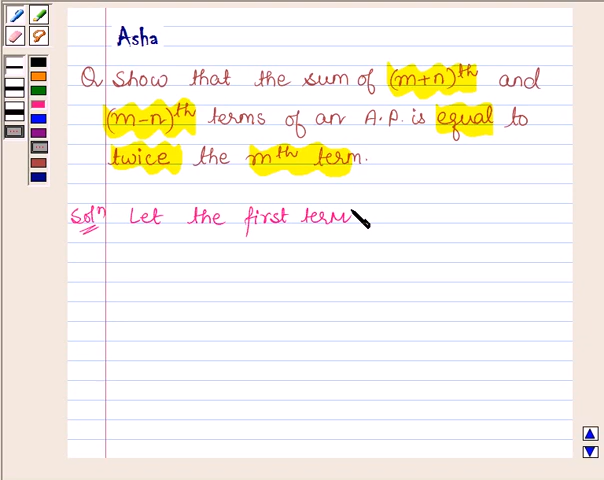 Asha
Q Show that the sum of (m+n)th and
(m-n)th terms of an A.P. is equal to
twice the mth term.
Soln Let the first term